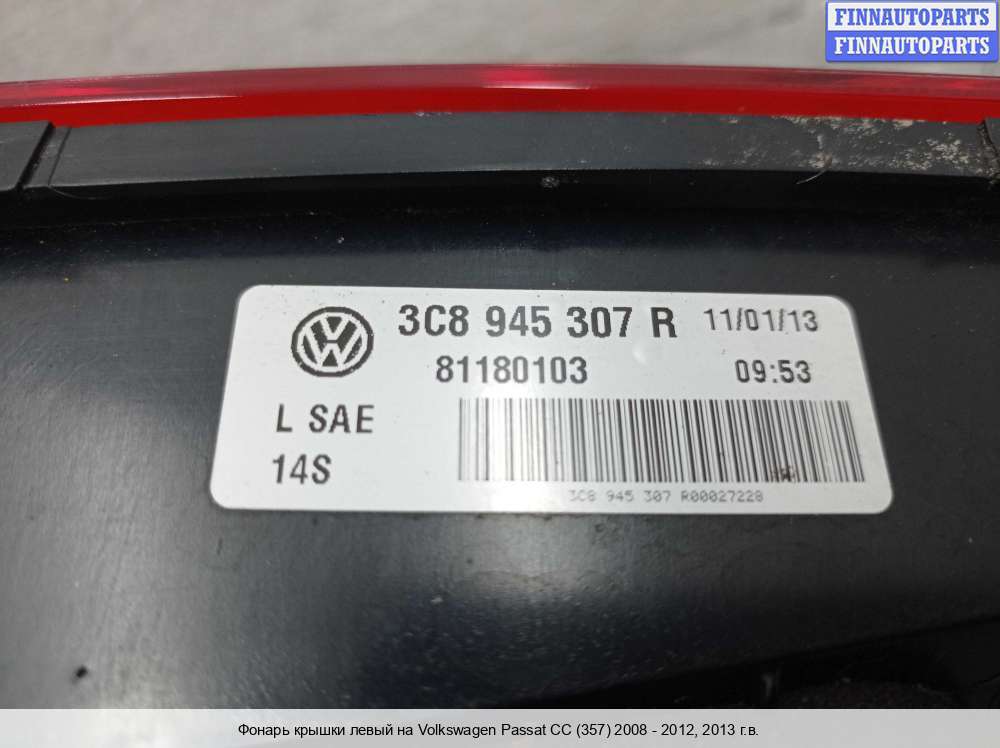 FINNAUTOPARTS
FINNAUTOPARTS
3C8 945 307 R 11/01/13
81180103 09:53
L SAE
14S
3C8 945 307 R00027228
Фонарь крышки левый на Volkswagen Passat CC (357) 2008 - 2012, 2013 г.в.